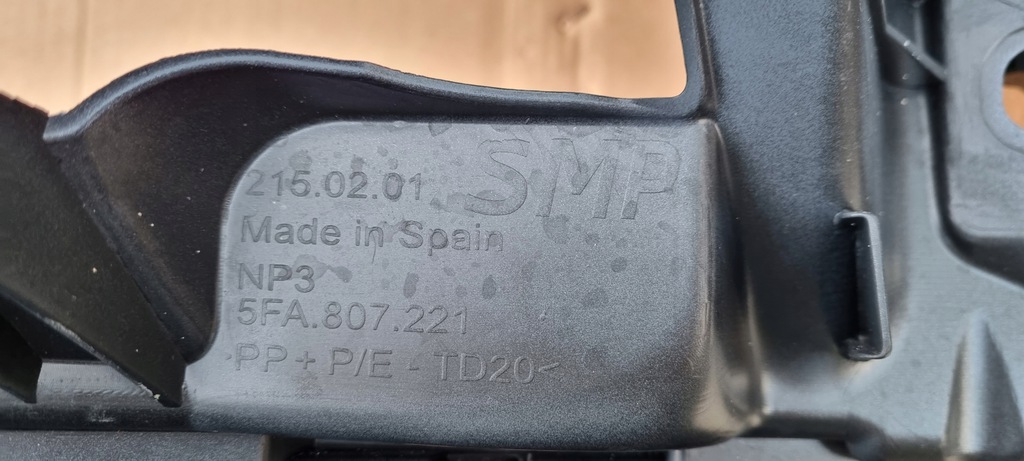 SMP
215.02.01
Made in Spain
NP3
5FA.807.221
>PP + P/E - TD20<